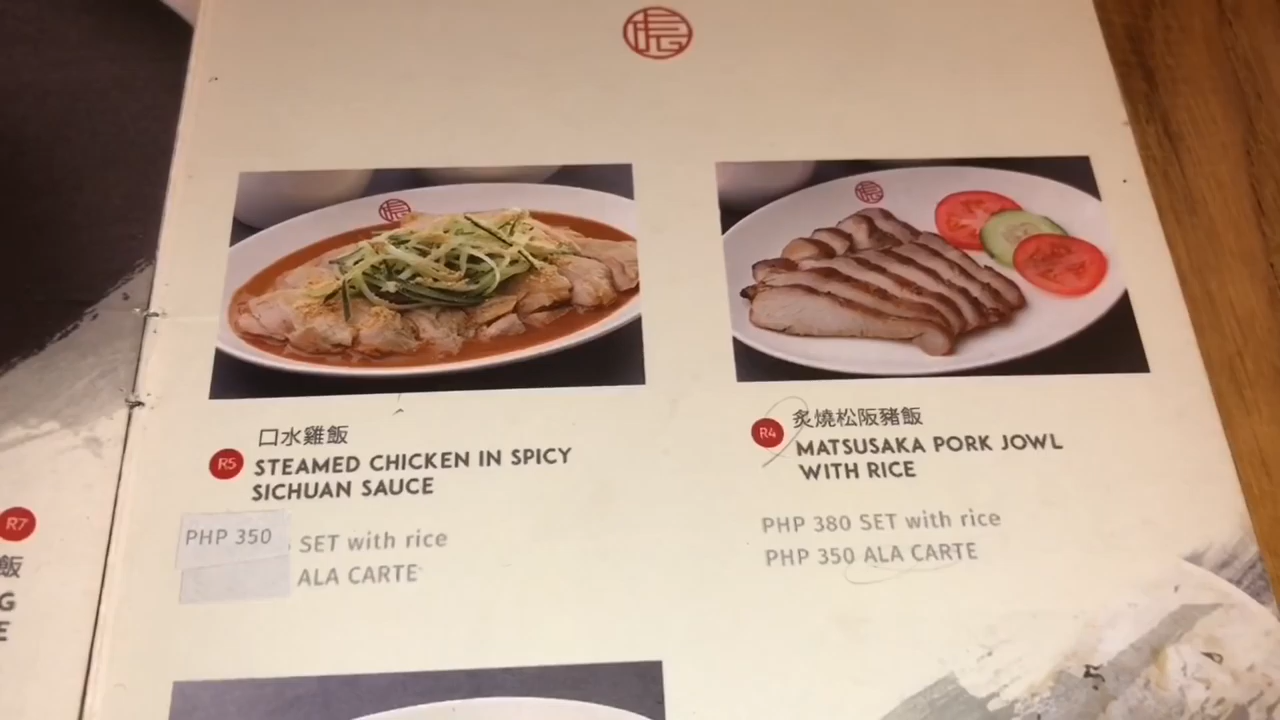 口水雞飯
R5
STEAMED CHICKEN IN SPICY
SICHUAN SAUCE
PHP 350 SET with rice
ALA CARTE
炙燒松阪豬飯
R4
MATSUSAKA PORK JOWL
WITH RICE
PHP 380 SET with rice
PHP 350 ALA CARTE
R7
飯
G
E